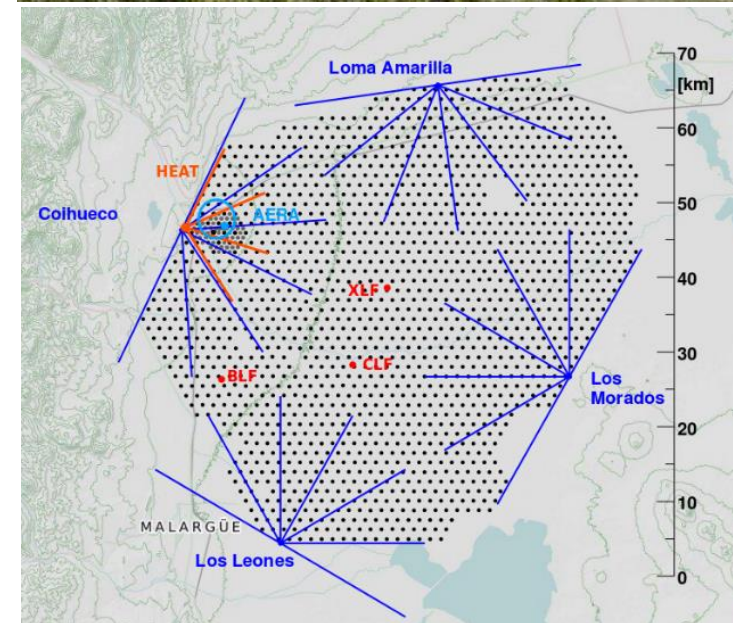 70
Loma Amarilla
[km]
60
HEAT
50
Coihueco
AERA
40
XLF
30
CLF
BLF
Los
Morados
20
10
MALARGÜE
Los Leones
0